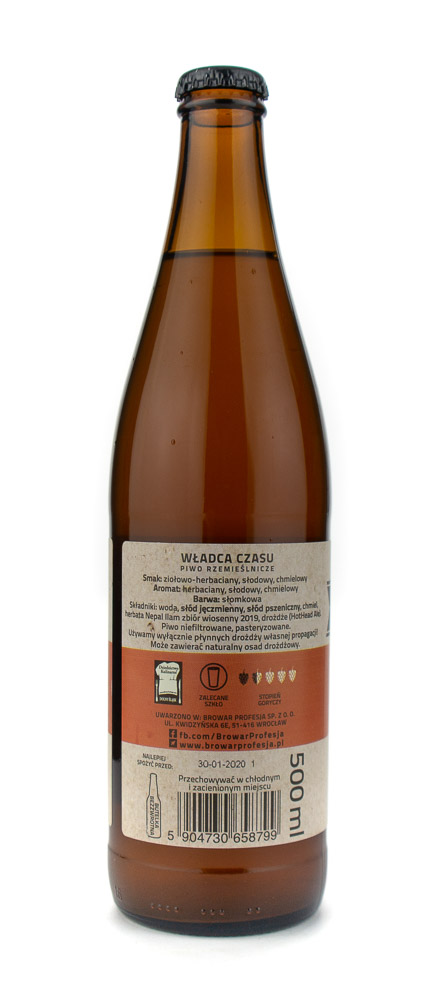 WŁADCA CZASU
PIWO RZEMIEŚLNICZE
Smak: ziołowo-herbaciany, słodowy, chmielowy
Aromat: herbaciany, słodowy, chmielowy
Barwa: słomkowa
Składniki: woda, słód jęczmienny, słód pszeniczny, chmiel,
herbata Nepal Ilam zbiór wiosenny 2019, drożdże (HotHead Ale).
Piwo niefiltrowane, pasteryzowane.
Używamy wyłącznie płynnych drożdży własnej propagacji!
Może zawierać naturalny osad drożdżowy.
ZALECANE
SZKŁO
STOPIEŃ
GORYCZY
UWARZONO W: BROWAR PROFESJA SP. Z O.O.
UL. KWIDZYŃSKA 6E, 51-416 WROCŁAW
fb.com/BrowarProfesja
www.browarprofesja.pl
NAJLEPIEJ
SPOŻYĆ PRZED:
30-01-2020 1
Przechowywać w chłodnym
i zacienionym miejscu
BUTELKA
BEZZWROTNA
5 904730 658799
500 ml